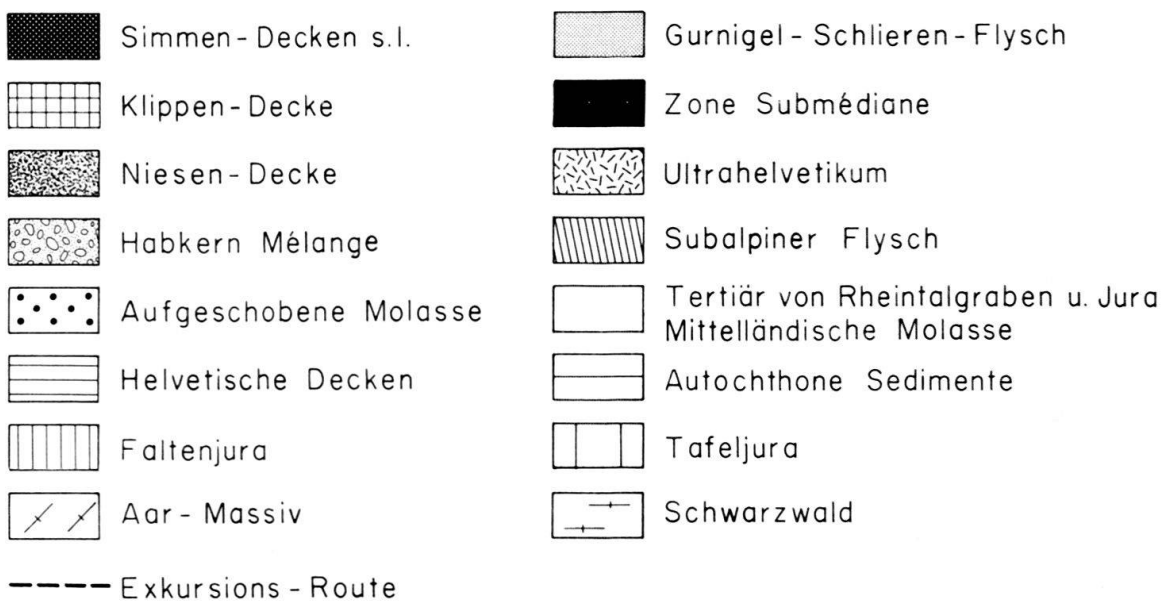 Simmen-Decken s.l.
Klippen-Decke
Niesen-Decke
Habkern Mélange
Aufgeschobene Molasse
Helvetische Decken
Faltenjura
Aar-Massiv
Exkursions-Route
Gurnigel-Schlieren-Flysch
Zone Submédiane
Ultrahelvetikum
Subalpiner Flysch
Tertiär von Rheintalgraben u. Jura
Mittelländische Molasse
Autochthone Sedimente
Tafeljura
Schwarzwald